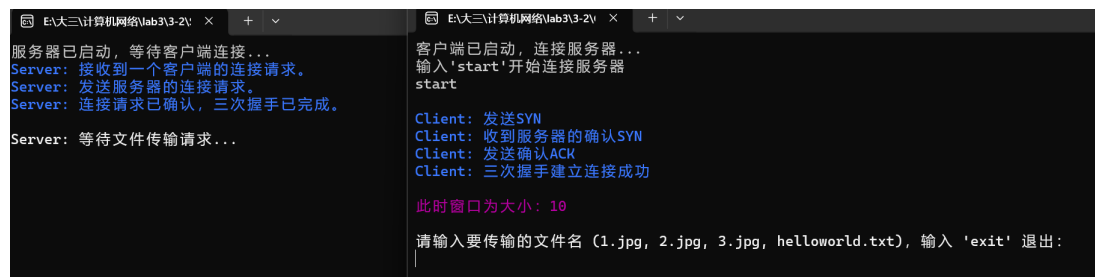 E:\大三\计算机网络\lab3\3-2\
服务器已启动, 等待客户端连接...
Server: 接收到一个客户端的连接请求。
Server: 发送服务器的连接请求。
Server: 连接请求已确认, 三次握手已完成。
Server: 等待文件传输请求...
E:\大三\计算机网络\lab3\3-2\
客户端已启动, 连接服务器...
输入'start'开始连接服务器
start
Client: 发送SYN
Client: 收到服务器的确认SYN
Client: 发送确认ACK
Client: 三次握手建立连接成功
此时窗口为大小: 10
请输入要传输的文件名 (1.jpg, 2.jpg, 3.jpg, helloworld.txt), 输入 'exit' 退出: